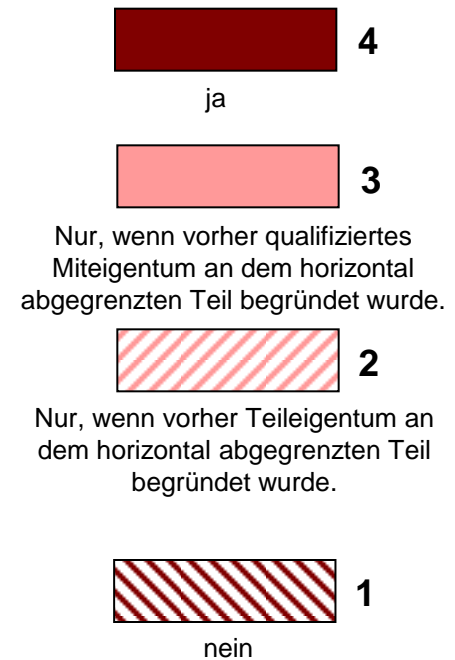 4
ja
3
Nur, wenn vorher qualifiziertes
Miteigentum an dem horizontal
abgegrenzten Teil begründet wurde.
2
Nur, wenn vorher Teileigentum an
dem horizontal abgegrenzten Teil
begründet wurde.
1
nein